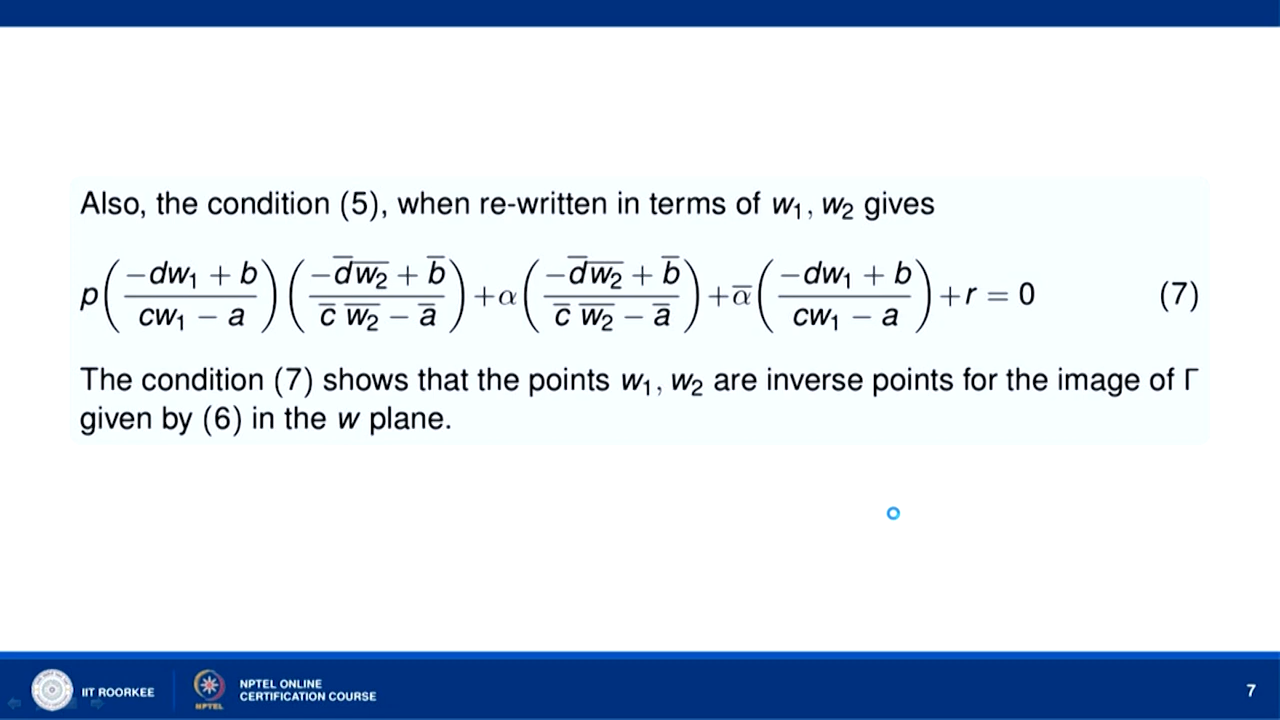 Also, the condition (5), when re-written in terms of w₁, w₂ gives
p((−dw₁ + b)/(cw₁ − a))((−d̅w̅₂ + b̅)/(c̅ w̅₂ − a̅)) + α((−d̅w̅₂ + b̅)/(c̅ w̅₂ − a̅)) + α̅((−dw₁ + b)/(cw₁ − a)) + r = 0 (7)
The condition (7) shows that the points w₁, w₂ are inverse points for the image of Γ
given by (6) in the w plane.
IIT ROORKEE
NPTEL
NPTEL ONLINE
CERTIFICATION COURSE
7